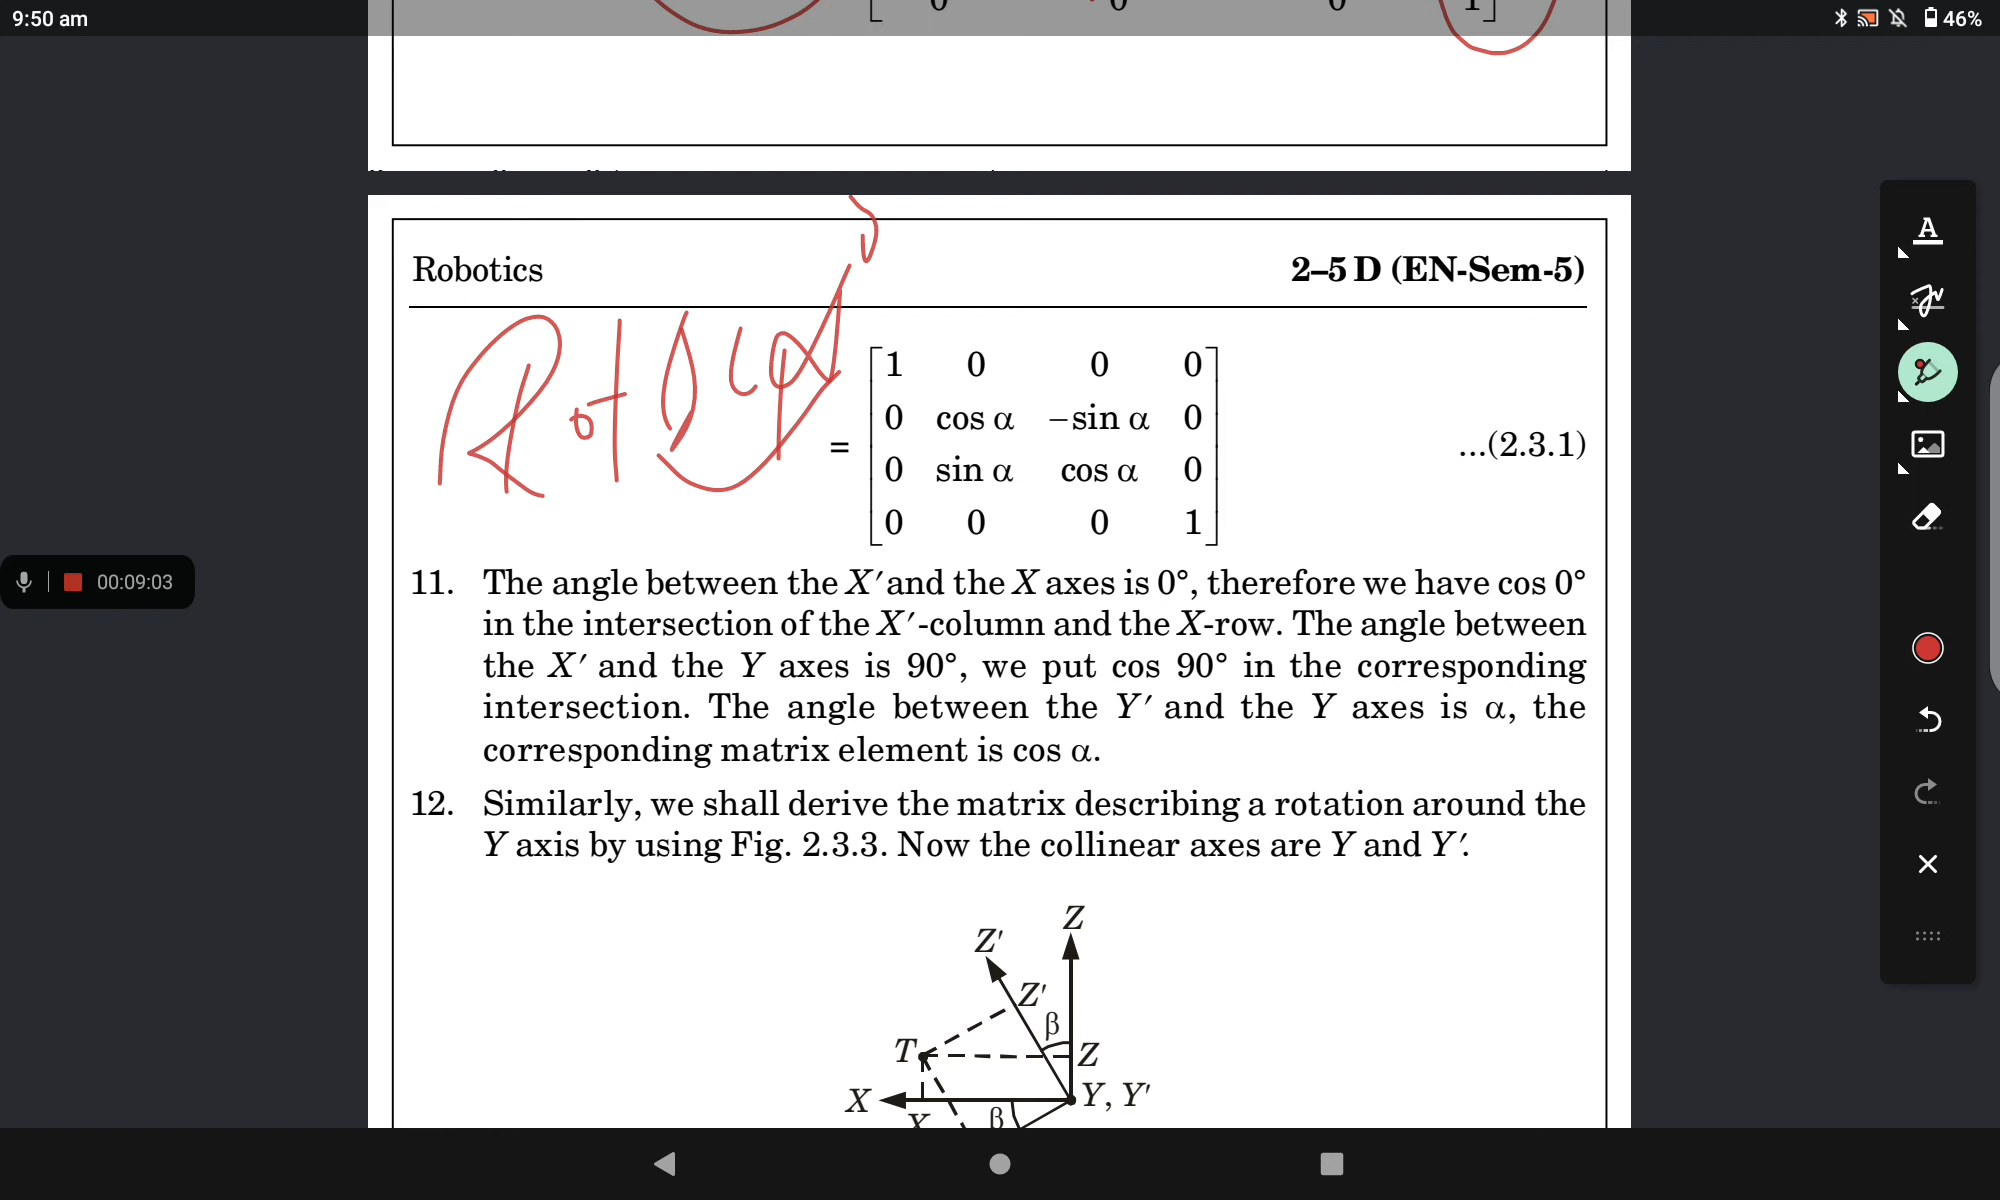 9:50 am
46%
0 0 0 1
Robotics
2–5 D (EN-Sem-5)
Rot
1 0 0 0
0 cos α –sin α 0
= ...(2.3.1)
0 sin α cos α 0
0 0 0 1
00:09:03
11. The angle between the X′ and the X axes is 0°, therefore we have cos 0°
in the intersection of the X′-column and the X-row. The angle between
the X′ and the Y axes is 90°, we put cos 90° in the corresponding
intersection. The angle between the Y′ and the Y axes is α, the
corresponding matrix element is cos α.
12. Similarly, we shall derive the matrix describing a rotation around the
Y axis by using Fig. 2.3.3. Now the collinear axes are Y and Y′.
Z
Z′
Z′
β
T
Z
X
Y, Y′
X
β
A